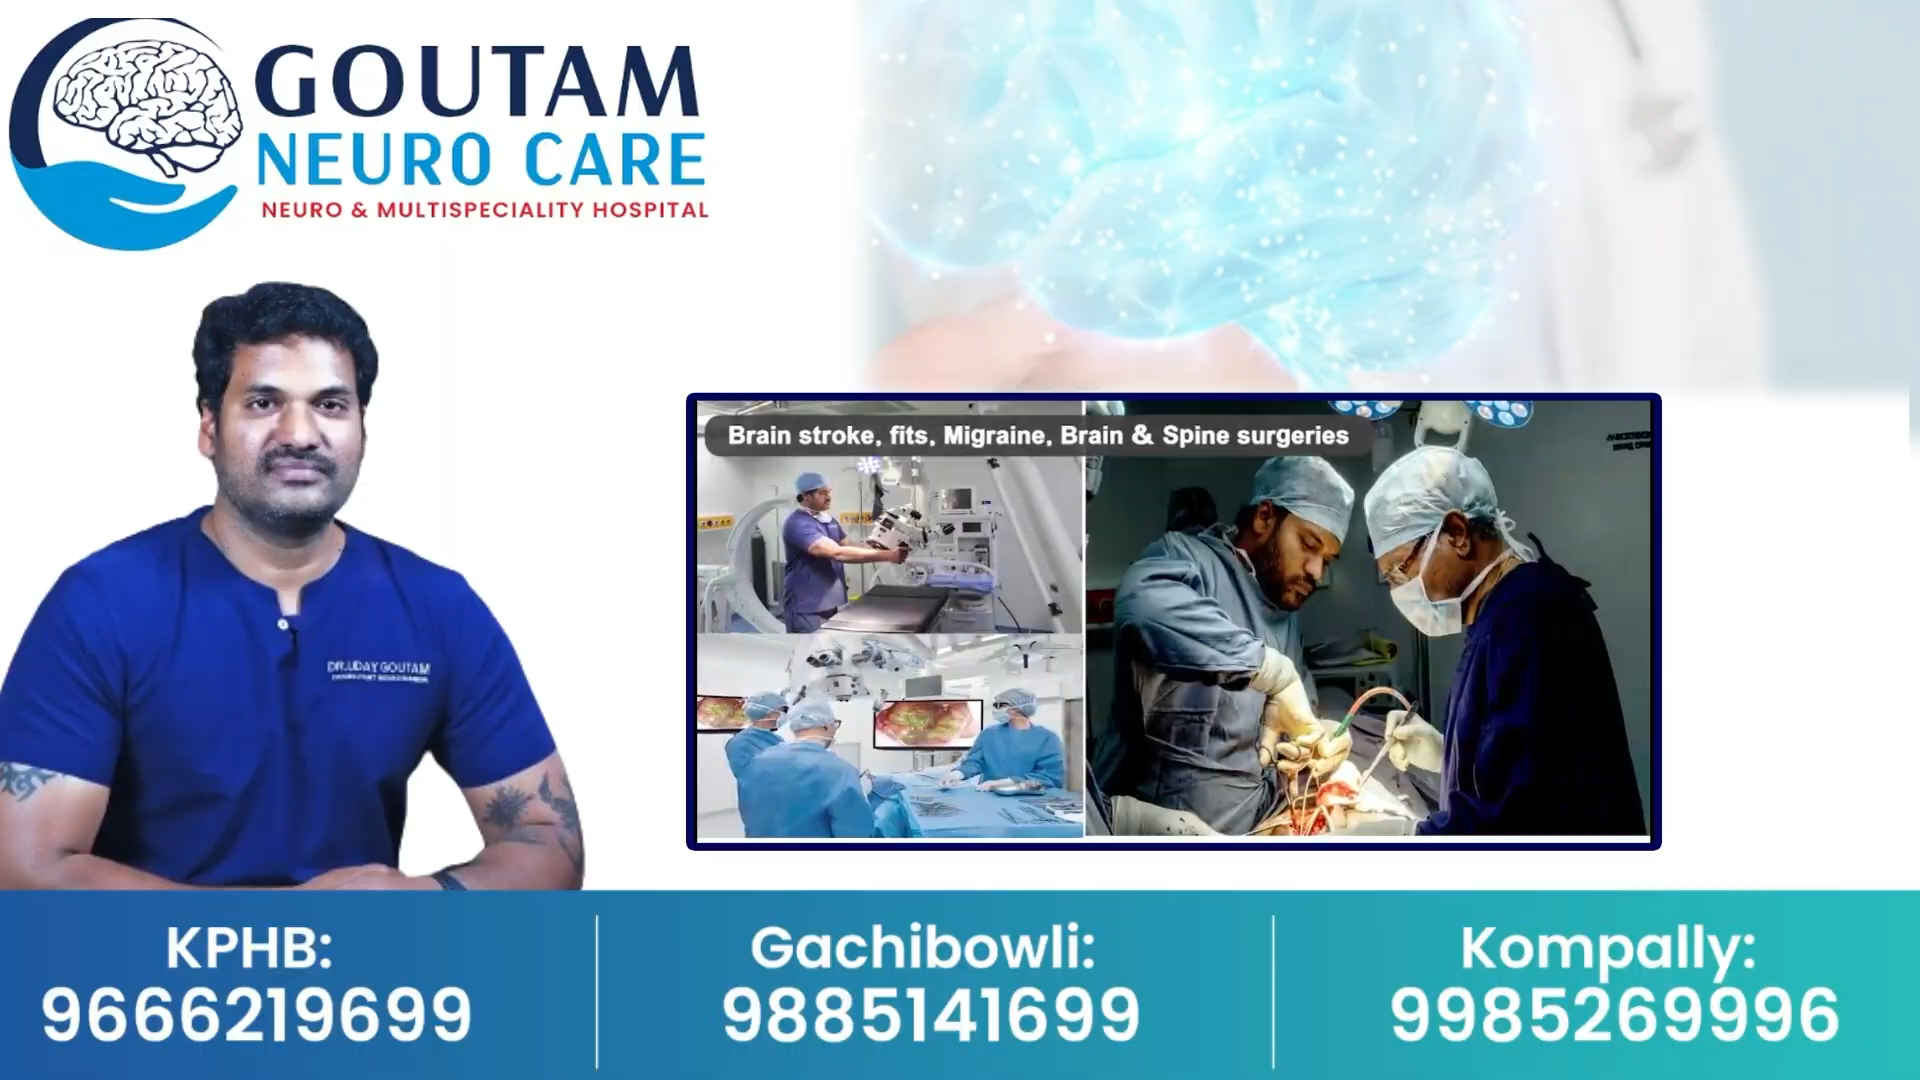 GOUTAM
NEURO CARE
NEURO & MULTISPECIALITY HOSPITAL
Brain stroke, fits, Migraine, Brain & Spine surgeries
DR.UDAY GOUTAM
KPHB:
9666219699
Gachibowli:
9885141699
Kompally:
9985269996